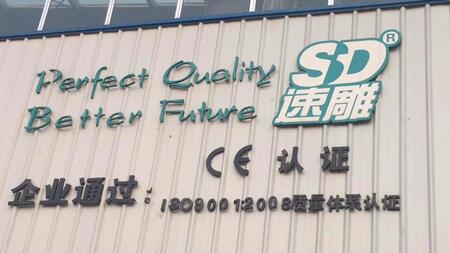 Perfect Quality
Better Future
SD®
速雕
CE 认证
企业通过:
ISO9001:2008质量体系认证